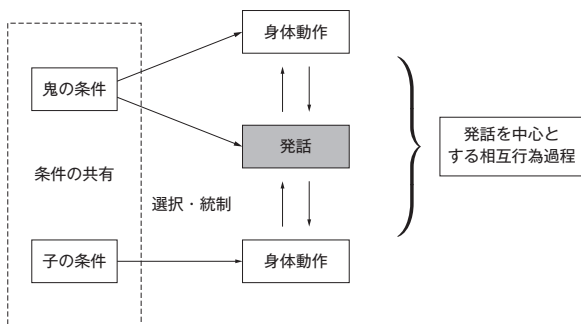 身体動作
鬼の条件
発話
発話を中心と
する相互行為過程
条件の共有
選択・統制
子の条件
身体動作